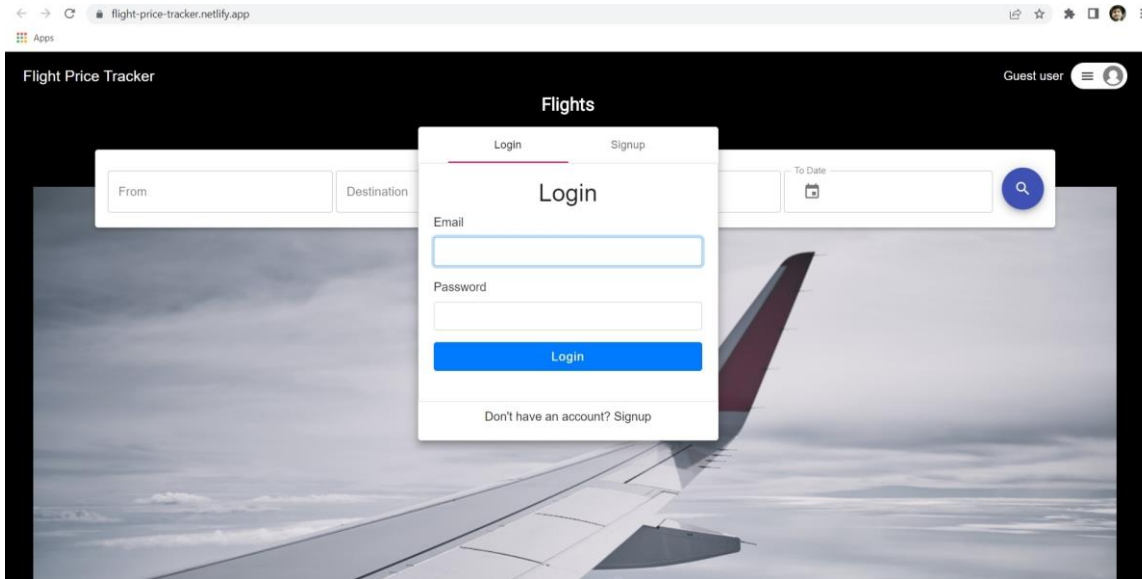 flight-price-tracker.netlify.app
Apps
Flight Price Tracker
Guest user
Flights
Login Signup
From
Destination
To Date
Login
Email
Password
Login
Don't have an account? Signup